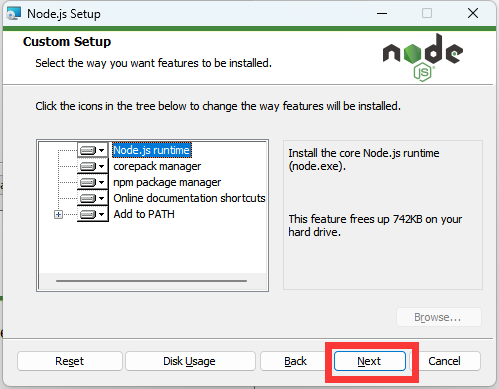 Node.js Setup
Custom Setup
Select the way you want features to be installed.
node
JS
Click the icons in the tree below to change the way features will be installed.
Node.js runtime
corepack manager
npm package manager
Online documentation shortcuts
Add to PATH
Install the core Node.js runtime
(node.exe).
This feature frees up 742KB on your
hard drive.
Browse...
Reset
Disk Usage
Back
Next
Cancel